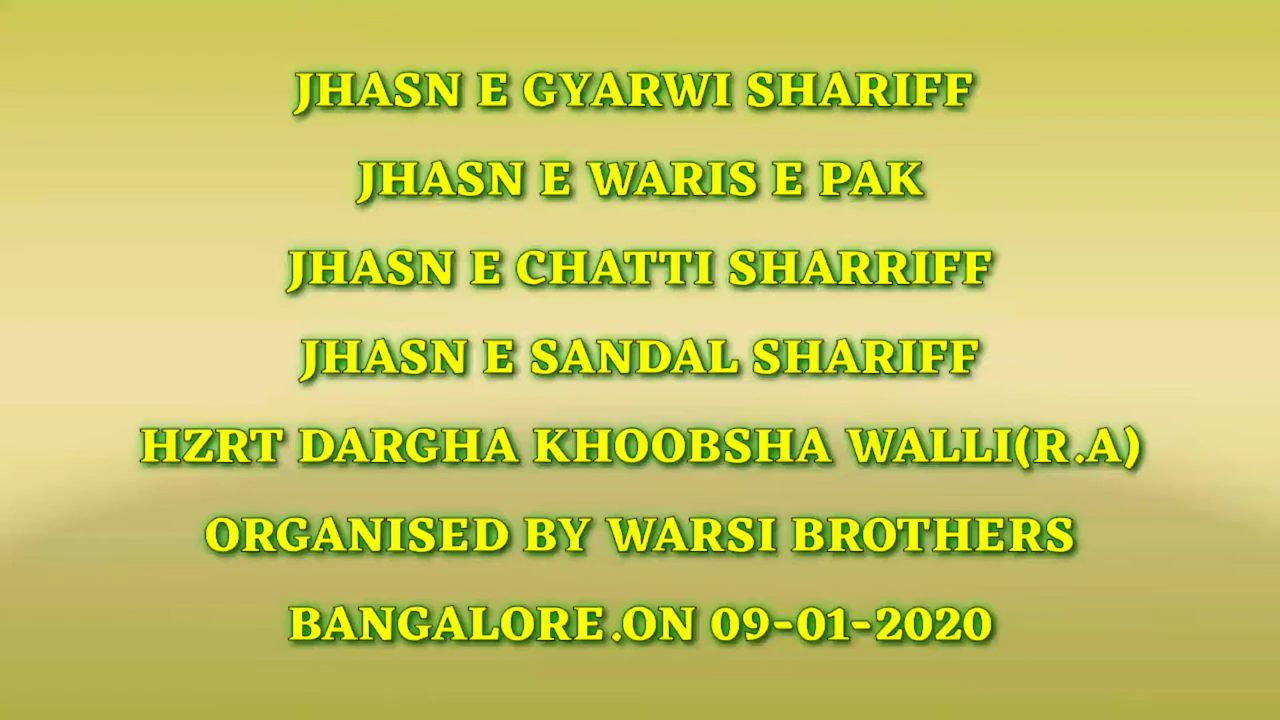 JHASN E GYARWI SHARIFF
JHASN E WARIS E PAK
JHASN E CHATTI SHARRIFF
JHASN E SANDAL SHARIFF
HZRT DARGHA KHOOBSHA WALLI(R.A)
ORGANISED BY WARSI BROTHERS
BANGALORE.ON 09-01-2020